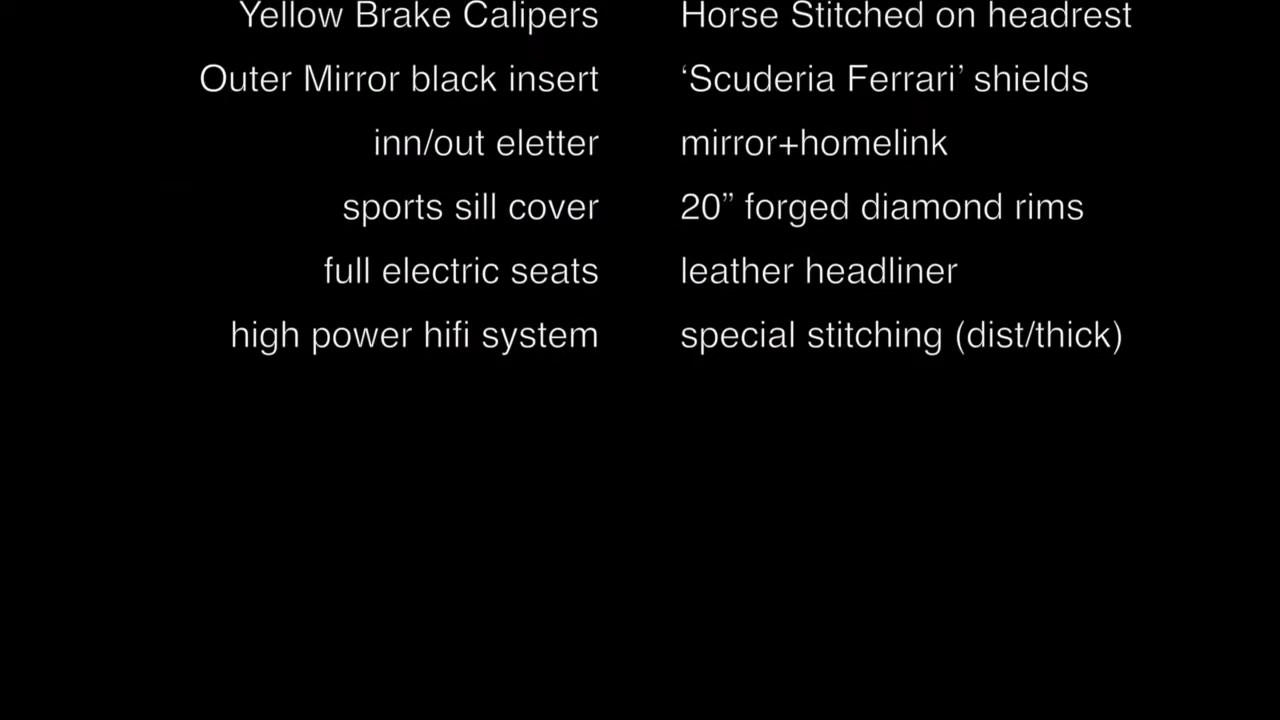 Yellow Brake Calipers Horse Stitched on headrest
Outer Mirror black insert ‘Scuderia Ferrari’ shields
inn/out eletter mirror+homelink
sports sill cover 20” forged diamond rims
full electric seats leather headliner
high power hifi system special stitching (dist/thick)